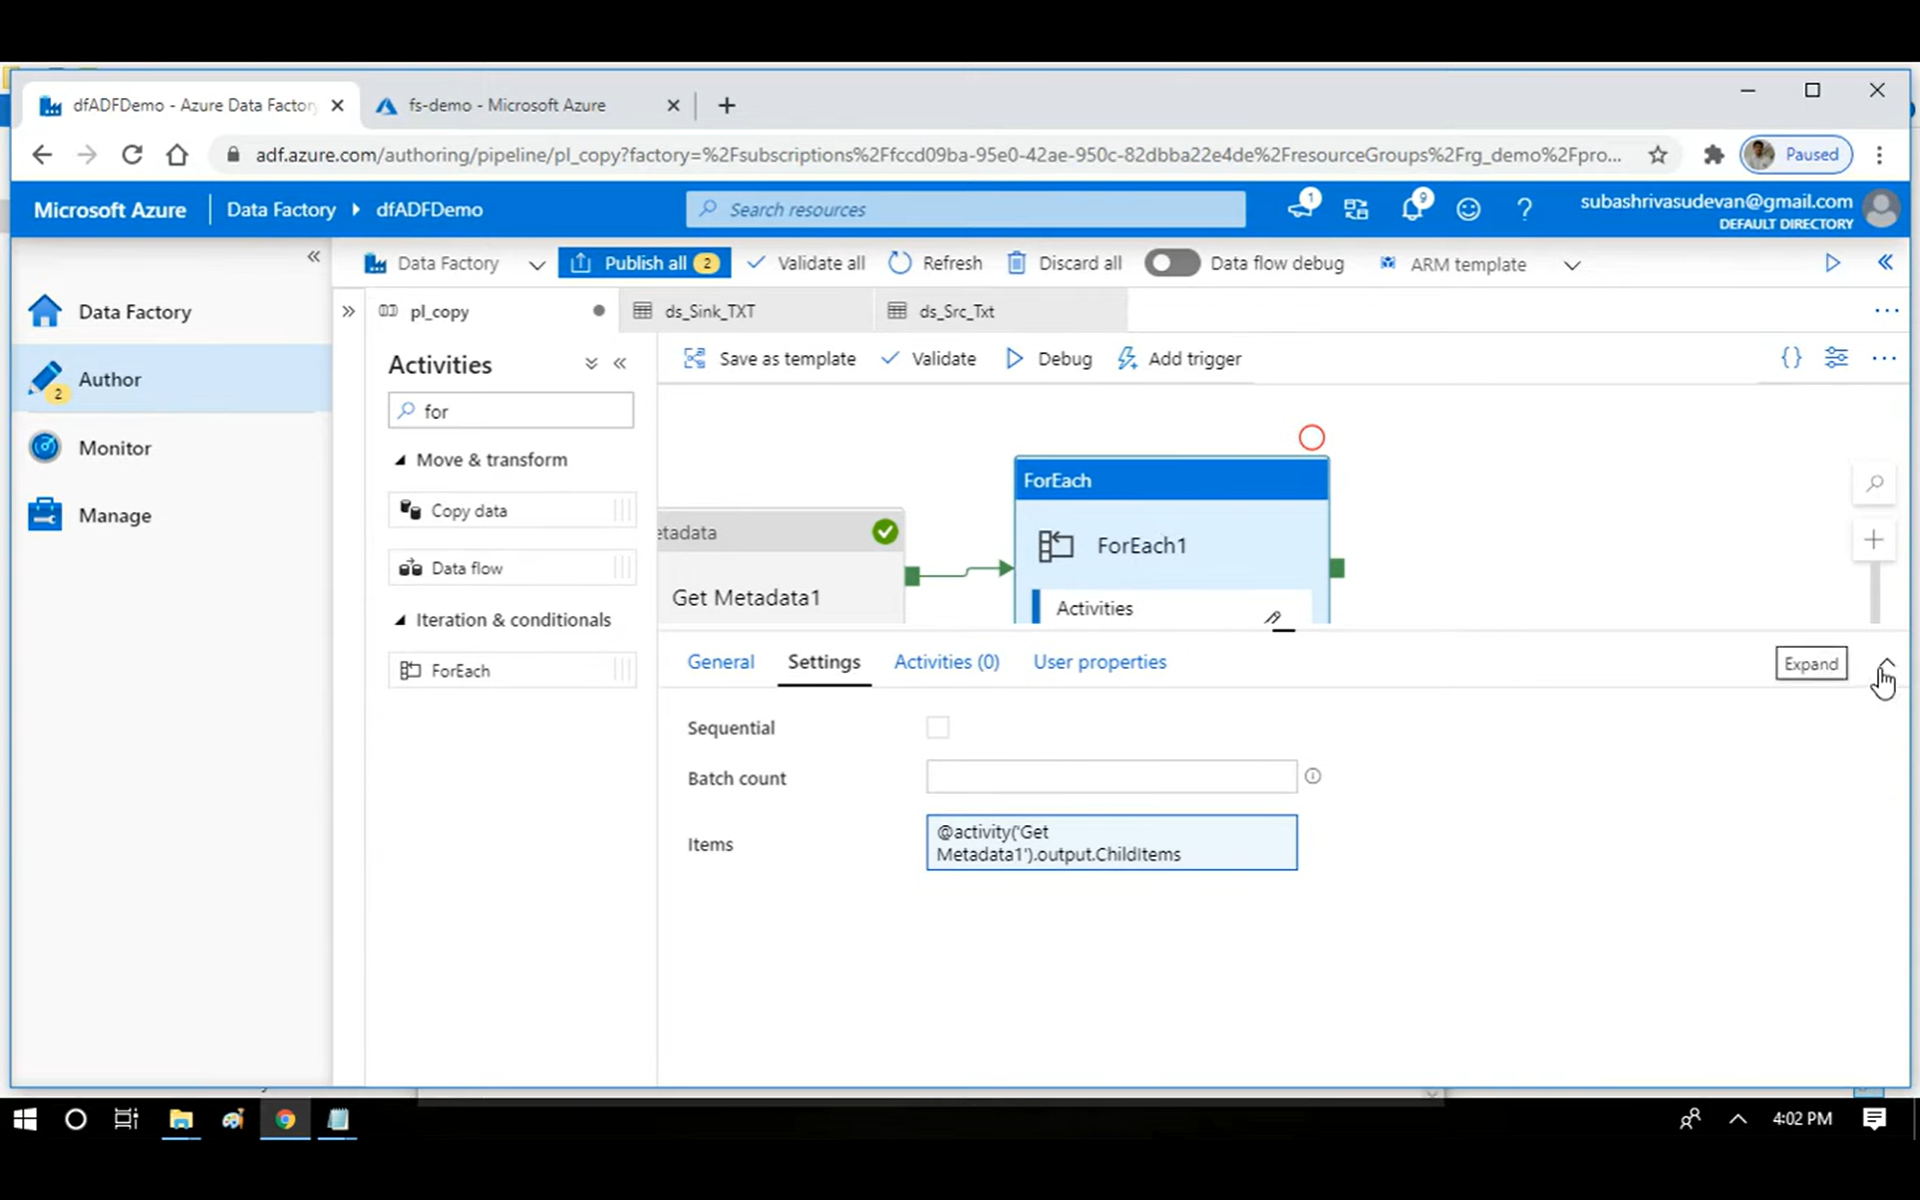 dfADFDemo - Azure Data Factory
fs-demo - Microsoft Azure
adf.azure.com/authoring/pipeline/pl_copy?factory=%2Fsubscriptions%2Ffccd09ba-95e0-42ae-950c-82dbba22e4de%2FresourceGroups%2Frg_demo%2Fpro...
Paused
Microsoft Azure
Data Factory
dfADFDemo
Search resources
1
9
?
subashrivasudevan@gmail.com
DEFAULT DIRECTORY
Data Factory
Publish all 2
Validate all
Refresh
Discard all
Data flow debug
ARM template
Data Factory
Author
2
Monitor
Manage
pl_copy
ds_Sink_TXT
ds_Src_Txt
Activities
for
Move & transform
Copy data
Data flow
Iteration & conditionals
ForEach
Save as template
Validate
Debug
Add trigger
{}
etadata
Get Metadata1
ForEach
ForEach1
Activities
General
Settings
Activities (0)
User properties
Expand
Sequential
Batch count
Items
@activity('Get
Metadata1').output.ChildItems
4:02 PM